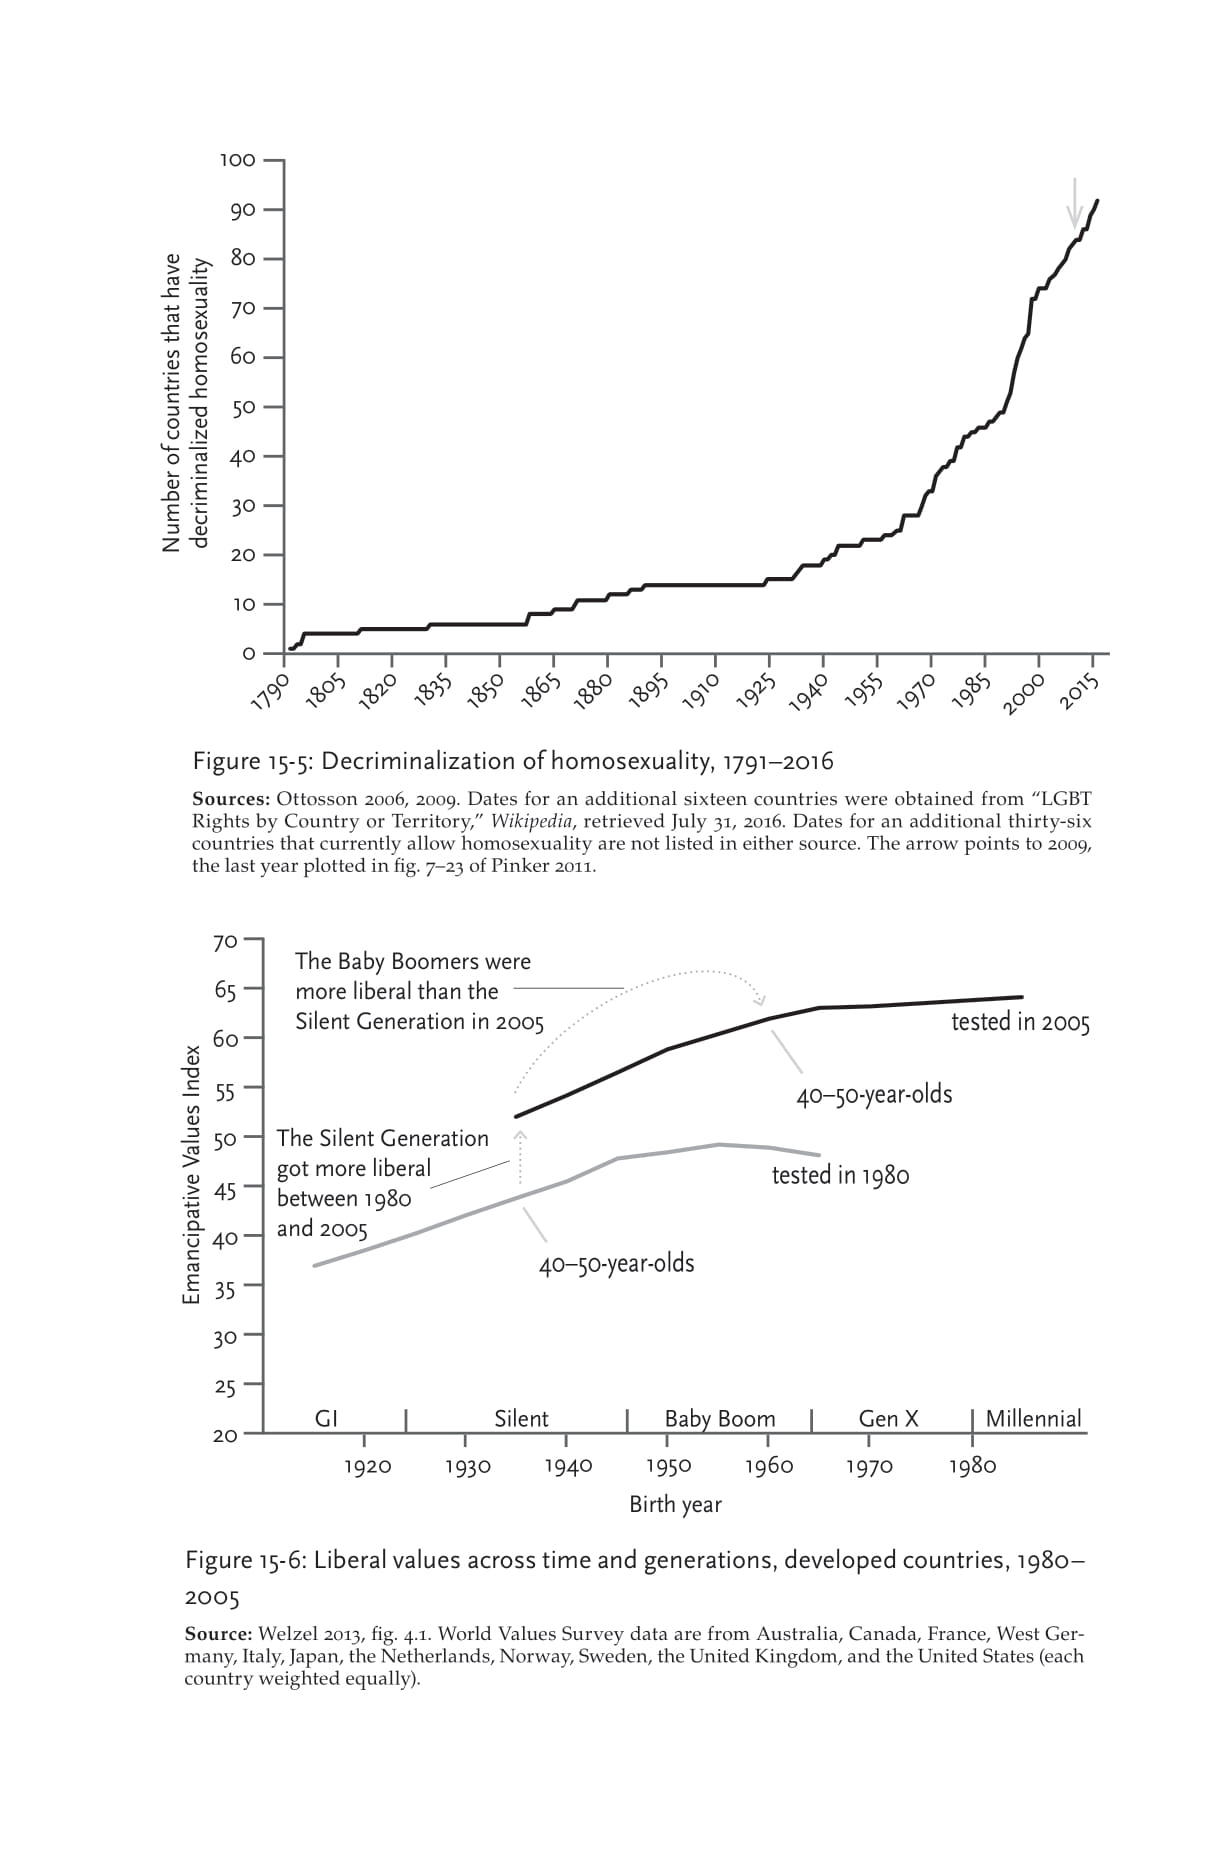 100
90
80
70
60
50
40
30
20
10
0
Number of countries that have
decriminalized homosexuality
1790
1805
1820
1835
1850
1865
1880
1895
1910
1925
1940
1955
1970
1985
2000
2015
Figure 15-5: Decriminalization of homosexuality, 1791–2016
Sources: Ottosson 2006, 2009. Dates for an additional sixteen countries were obtained from “LGBT
Rights by Country or Territory,” Wikipedia, retrieved July 31, 2016. Dates for an additional thirty-six
countries that currently allow homosexuality are not listed in either source. The arrow points to 2009,
the last year plotted in fig. 7–23 of Pinker 2011.
70
65
60
55
50
45
40
35
30
25
20
Emancipative Values Index
The Baby Boomers were
more liberal than the
Silent Generation in 2005
tested in 2005
40–50-year-olds
The Silent Generation
got more liberal
between 1980
and 2005
tested in 1980
40–50-year-olds
GI
Silent
Baby Boom
Gen X
Millennial
1920
1930
1940
1950
1960
1970
1980
Birth year
Figure 15-6: Liberal values across time and generations, developed countries, 1980–
2005
Source: Welzel 2013, fig. 4.1. World Values Survey data are from Australia, Canada, France, West Ger-
many, Italy, Japan, the Netherlands, Norway, Sweden, the United Kingdom, and the United States (each
country weighted equally).